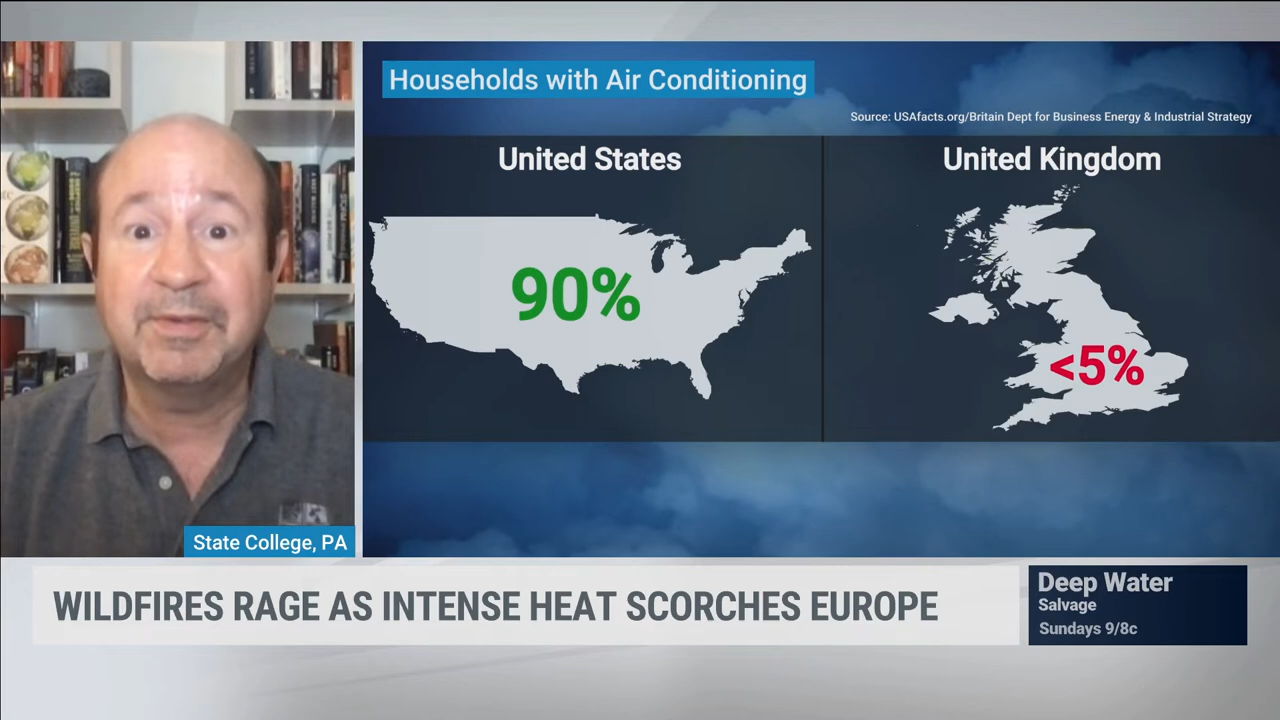 Households with Air Conditioning
Source: USAfacts.org/Britain Dept for Business Energy & Industrial Strategy
United States
United Kingdom
90%
<5%
State College, PA
WILDFIRES RAGE AS INTENSE HEAT SCORCHES EUROPE
Deep Water
Salvage
Sundays 9/8c